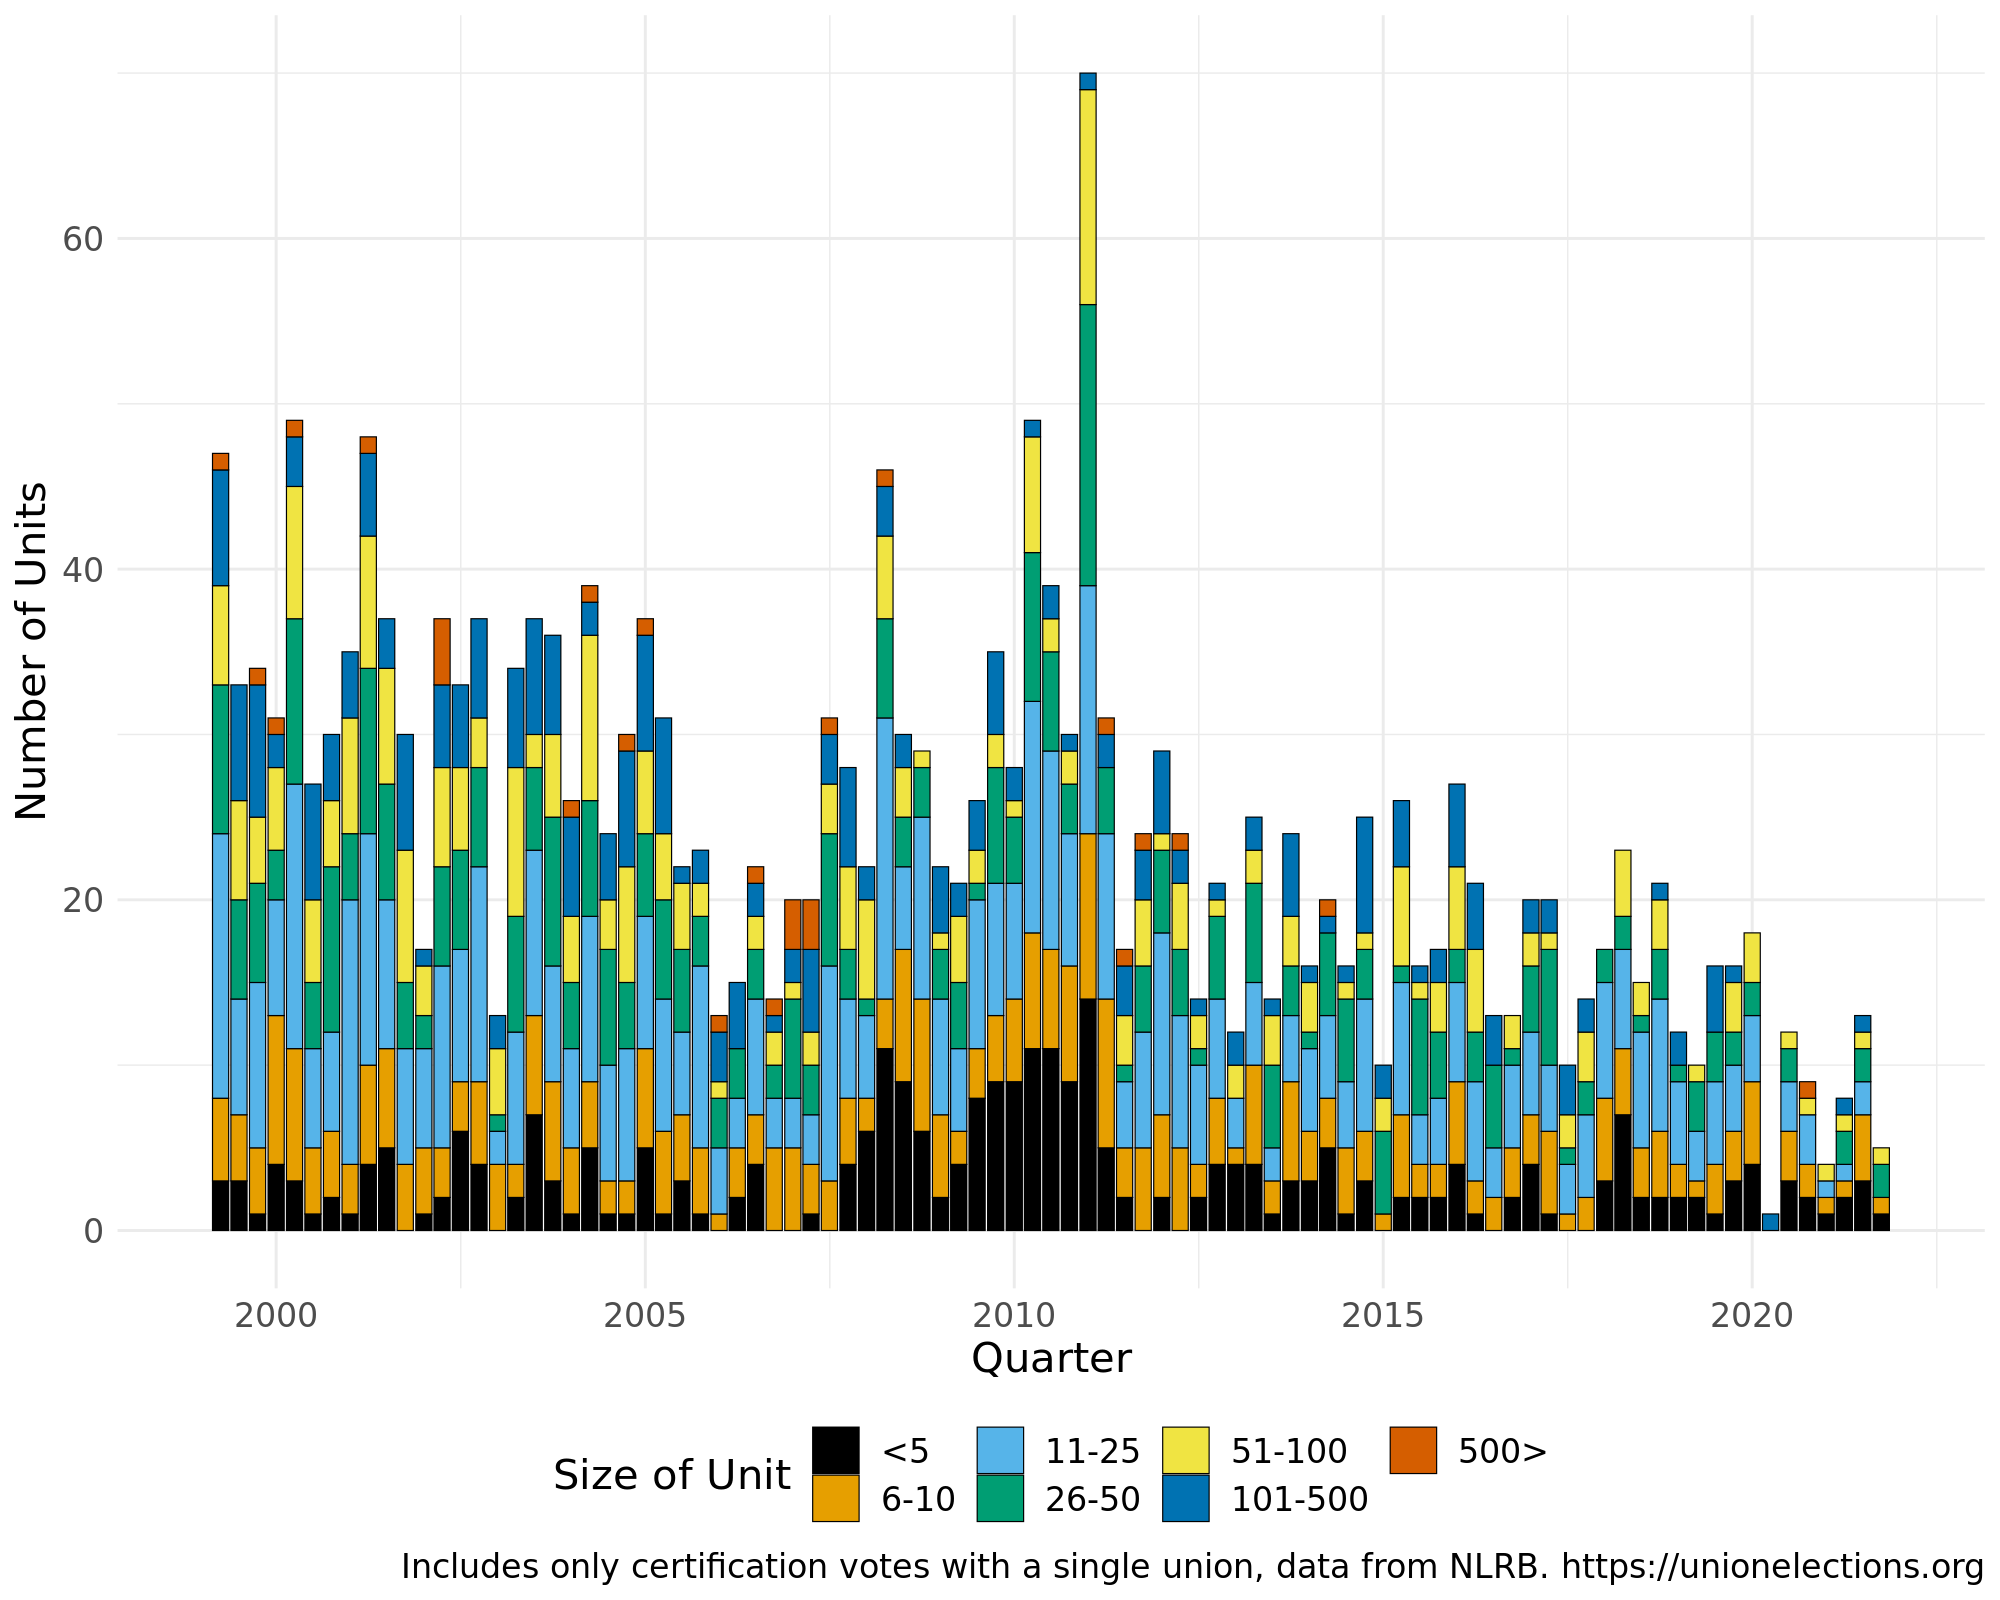 60
40
20
0
Number of Units
2000 2005 2010 2015 2020
Quarter
Size of Unit
<5 11-25 51-100 500>
6-10 26-50 101-500
Includes only certification votes with a single union, data from NLRB. https://unionelections.org